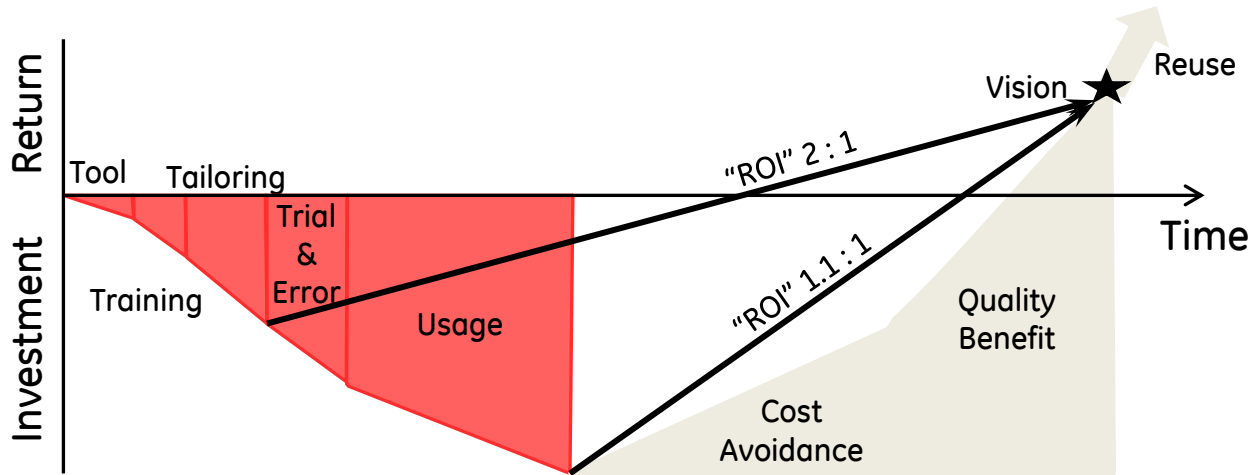 Return
Investment
Tool
Tailoring
Training
Trial
&
Error
Usage
“ROI” 2 : 1
“ROI” 1.1 : 1
Vision
Reuse
Time
Quality
Benefit
Cost
Avoidance